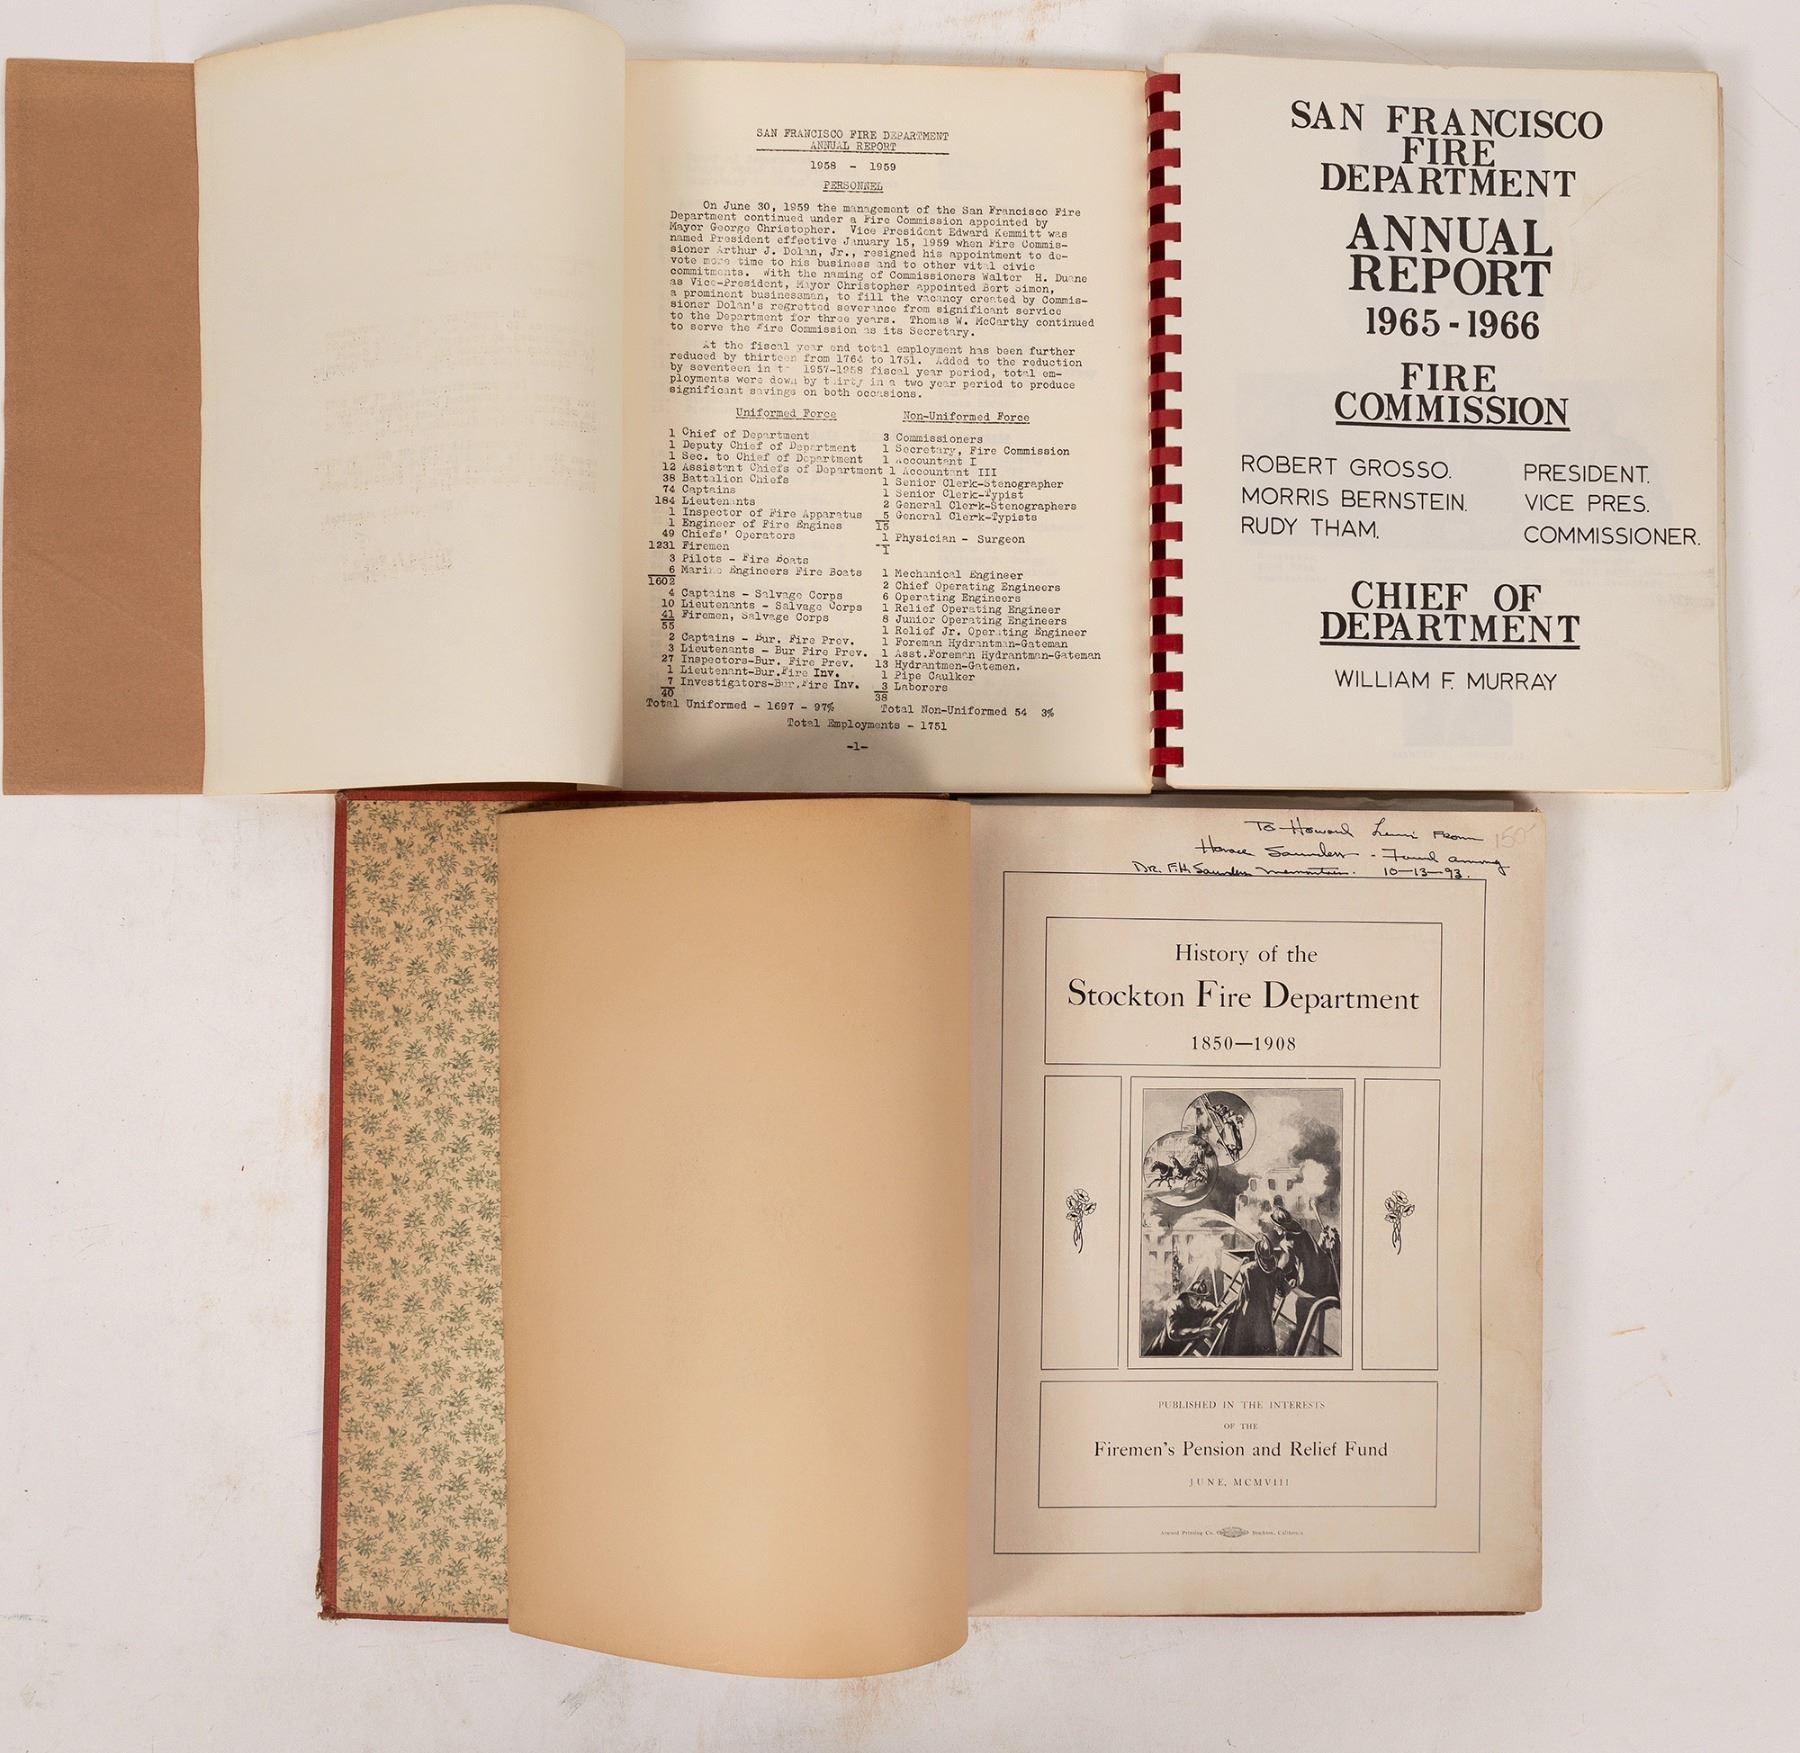 SAN FRANCISCO FIRE DEPARTMENT
ANNUAL REPORT
1958 - 1959
PERSONNEL
On June 30, 1959 the management of the San Francisco Fire
Department continued under a Fire Commission appointed by
Mayor George Christopher. Vice President Edward Kemmitt was
named President effective January 15, 1959 when Fire Commis-
sioner Arthur J. Dolan, Jr., resigned his appointment to de-
vote more time to his business and to other vital civic
commitments. With the naming of Commissioners Walter H. Duane
as Vice-President, Mayor Christopher appointed Bert Simon,
a prominent businessman, to fill the vacancy created by Commis-
sioner Dolan's regretted severance from significant service
to the Department for three years. Thomas W. McCarthy continued
to serve the Fire Commission as its Secretary.
At the fiscal year end total employment has been further
reduced by thirteen from 1764 to 1751. Added to the reduction
by seventeen in 1957-1958 fiscal year period, total em-
ployments were down by thirty in a two year period to produce
significant savings on both occasions.
Uniformed Force
1 Chief of Department
1 Deputy Chief of Department
1 Sec. to Chief of Department
12 Assistant Chiefs of Department
38 Battalion Chiefs
74 Captains
184 Lieutenants
1 Inspector of Fire Apparatus
1 Engineer of Fire Engines
49 Chiefs' Operators
1231 Firemen
3 Pilots - Fire Boats
6 Marine Engineers Fire Boats
1602
4 Captains - Salvage Corps
10 Lieutenants - Salvage Corps
41 Firemen, Salvage Corps
55
2 Captains - Bur. Fire Prev.
3 Lieutenants - Bur Fire Prev.
27 Inspectors-Bur. Fire Prev.
1 Lieutenant-Bur.Fire Inv.
7 Investigators-Bur.Fire Inv.
40
Total Uniformed - 1697 - 97%
Non-Uniformed Force
3 Commissioners
1 Secretary, Fire Commission
1 Accountant I
1 Accountant III
1 Senior Clerk-Stenographer
1 Senior Clerk-Typist
2 General Clerk-Stenographers
5 General Clerk-Typists
15
1 Physician - Surgeon
1
1 Mechanical Engineer
2 Chief Operating Engineers
6 Operating Engineers
1 Relief Operating Engineer
8 Junior Operating Engineers
1 Relief Jr. Operating Engineer
1 Foreman Hydrantman-Gateman
1 Asst.Foreman Hydrantman-Gateman
13 Hydrantmen-Gatemen.
1 Pipe Caulker
3 Laborers
38
Total Non-Uniformed 54 3%
Total Employments - 1751
-1-
SAN FRANCISCO
FIRE
DEPARTMENT
ANNUAL
REPORT
1965-1966
FIRE
COMMISSION
ROBERT GROSSO. PRESIDENT.
MORRIS BERNSTEIN. VICE PRES.
RUDY THAM. COMMISSIONER.
CHIEF OF
DEPARTMENT
WILLIAM F. MURRAY
To Howard Levi From
Horace Saunders - Found among
DR. F.H. Saunders 10-13-93.
150-
History of the
Stockton Fire Department
1850—1908
PUBLISHED IN THE INTERESTS
OF THE
Firemen's Pension and Relief Fund
JUNE, MCMVIII
Atwood Printing Co. Stockton, California